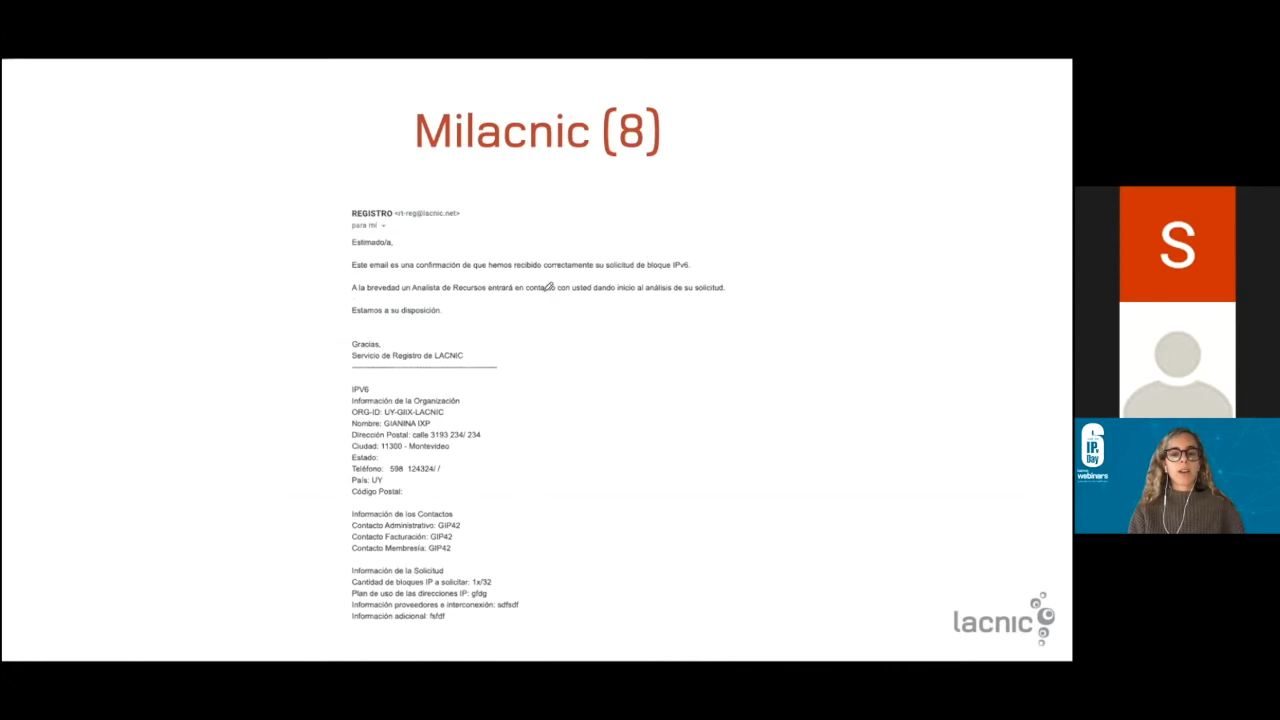 Milacnic (8)
REGISTRO <rt-reg@lacnic.net>
para mí
Estimado/a,
Este email es una confirmación de que hemos recibido correctamente su solicitud de bloque IPv6.
A la brevedad un Analista de Recursos entrará en contacto con usted dando inicio al análisis de su solicitud.
Estamos a su disposición.
Gracias,
Servicio de Registro de LACNIC
IPV6
Información de la Organización
ORG-ID: UY-GIIX-LACNIC
Nombre: GIANINA IXP
Dirección Postal: calle 3193 234/ 234
Ciudad: 11300 - Montevideo
Estado:
Teléfono: 598 124324/ /
País: UY
Código Postal:
Información de los Contactos
Contacto Administrativo: GIP42
Contacto Facturación: GIP42
Contacto Membresía: GIP42
Información de la Solicitud
Cantidad de bloques IP a solicitar: 1x/32
Plan de uso de las direcciones IP: gfdg
Información proveedores e interconexión: sdfsdf
Información adicional: fsfdf
lacnic
S
6
IPv6
Day
webinars